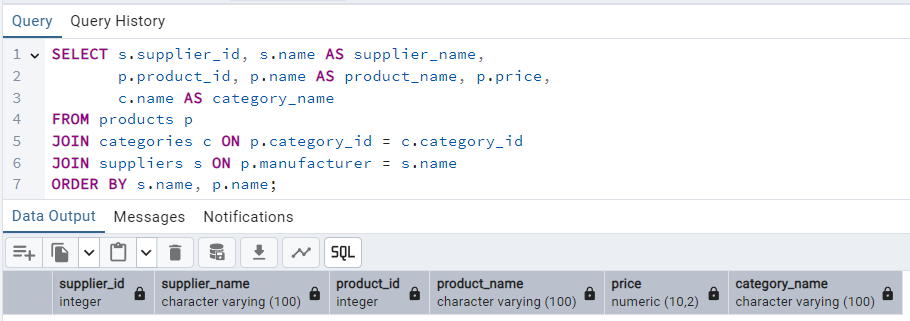 Query Query History
1 SELECT s.supplier_id, s.name AS supplier_name,
2 p.product_id, p.name AS product_name, p.price,
3 c.name AS category_name
4 FROM products p
5 JOIN categories c ON p.category_id = c.category_id
6 JOIN suppliers s ON p.manufacturer = s.name
7 ORDER BY s.name, p.name;
Data Output Messages Notifications
SQL
supplier_id supplier_name product_id product_name price category_name
integer character varying (100) integer character varying (100) numeric (10,2) character varying (100)